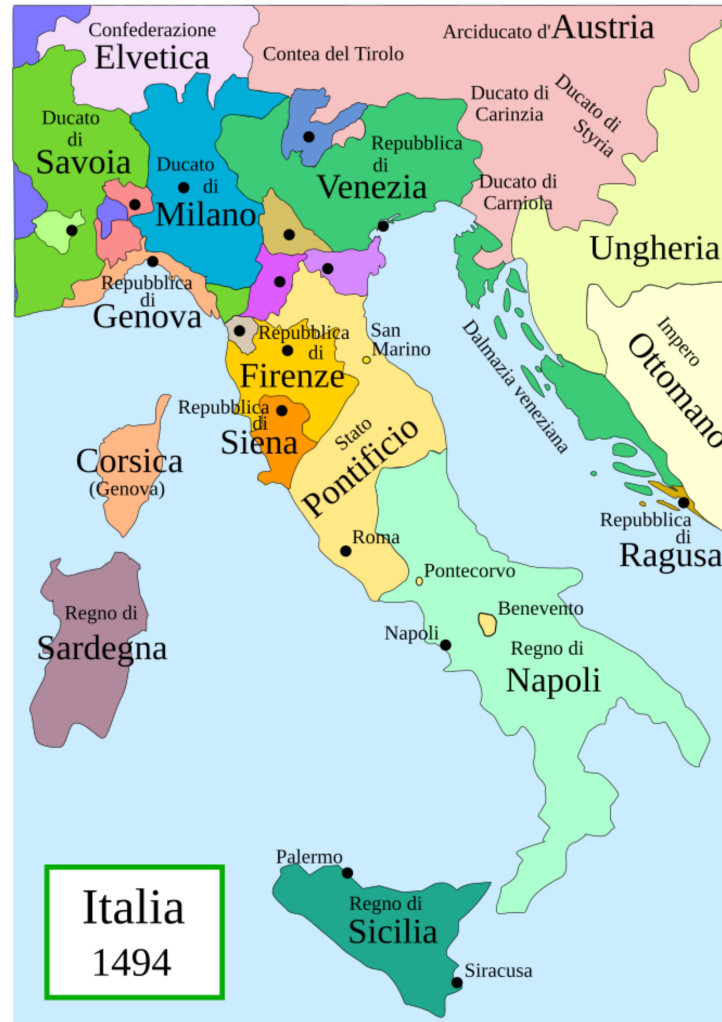 Confederazione
Elvetica
Contea del Tirolo
Arciducato d'Austria
Ducato di
Carinzia
Ducato di
Styria
Ducato
di
Savoia
Ducato
di
Milano
Repubblica
di
Venezia
Ducato di
Carniola
Ungheria
Repubblica
di
Genova
Repubblica
di
Firenze
San
Marino
Dalmazia veneziana
Impero
Ottomano
Repubblica
di
Siena
Stato
Pontificio
Corsica
(Genova)
Roma
Repubblica
di
Ragusa
Pontecorvo
Benevento
Regno di
Sardegna
Napoli
Regno di
Napoli
Palermo
Regno di
Sicilia
Siracusa
Italia
1494